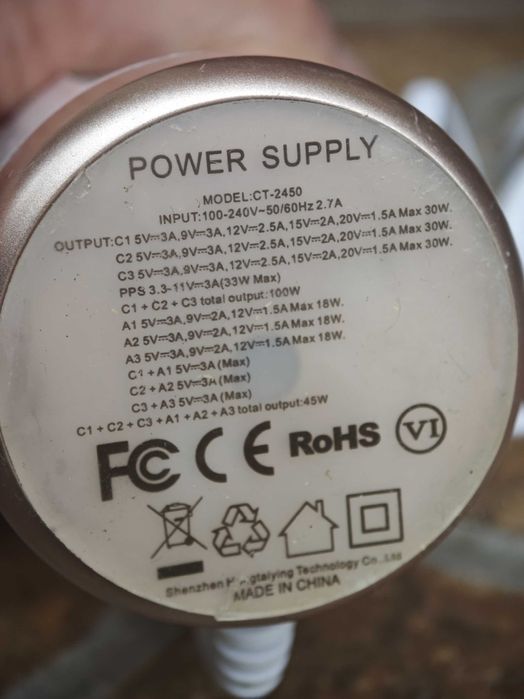 POWER SUPPLY
MODEL:CT-2450
INPUT:100-240V~50/60Hz 2.7A
OUTPUT:C1 5V⎓3A,9V⎓3A,12V⎓2.5A,15V⎓2A,20V⎓1.5A Max 30W.
C2 5V⎓3A,9V⎓3A,12V⎓2.5A,15V⎓2A,20V⎓1.5A Max 30W.
C3 5V⎓3A,9V⎓3A,12V⎓2.5A,15V⎓2A,20V⎓1.5A Max 30W.
PPS 3.3-11V⎓3A(33W Max)
C1 + C2 + C3 total output:100W
A1 5V⎓3A,9V⎓2A,12V⎓1.5A Max 18W.
A2 5V⎓3A,9V⎓2A,12V⎓1.5A Max 18W.
A3 5V⎓3A,9V⎓2A,12V⎓1.5A Max 18W.
C1 + A1 5V⎓3A (Max)
C2 + A2 5V⎓3A (Max)
C3 + A3 5V⎓3A (Max)
C1 + C2 + C3 + A1 + A2 + A3 total output:45W
FC CE RoHS VI
Shenzhen Technology Co.,Ltd
MADE IN CHINA